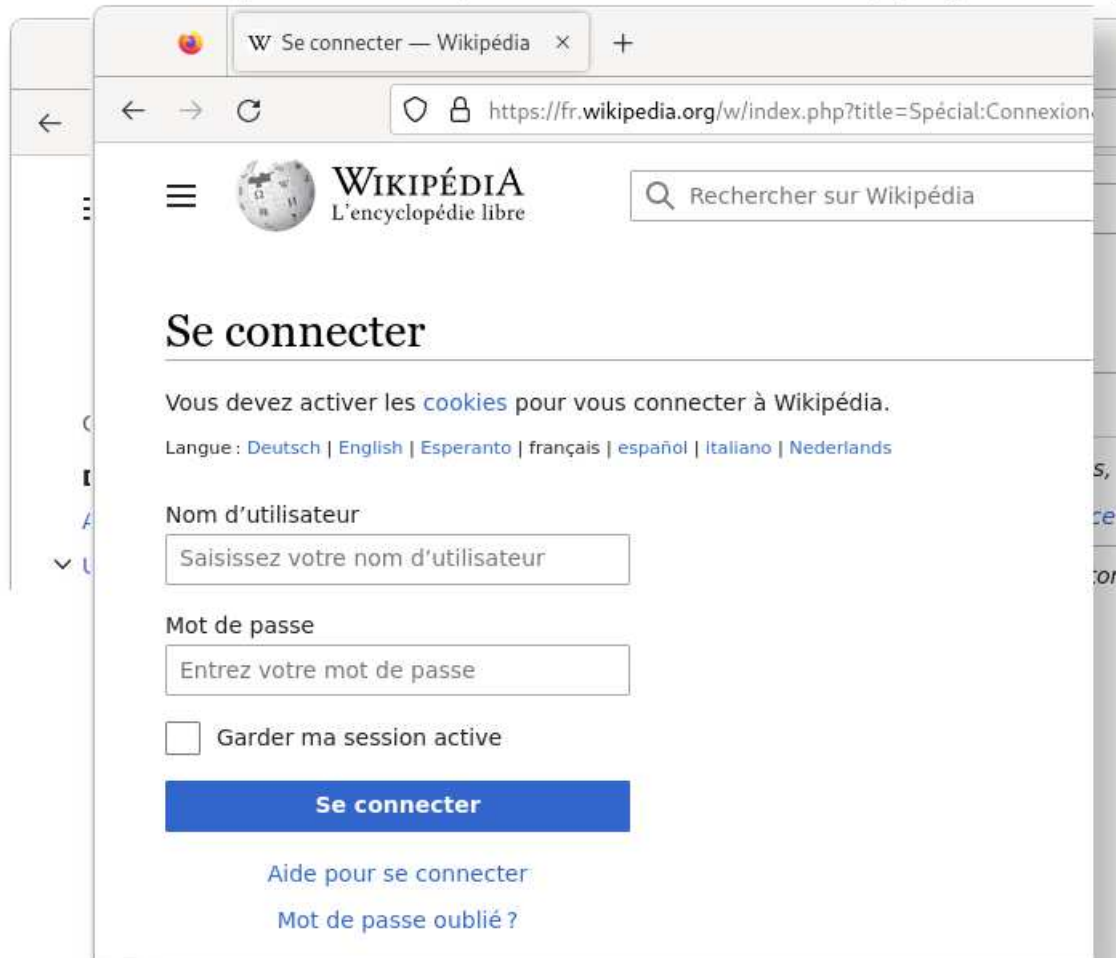 Se connecter — Wikipédia
https://fr.wikipedia.org/w/index.php?title=Spécial:Connexion
WIKIPÉDIA
L'encyclopédie libre
Rechercher sur Wikipédia
Se connecter
Vous devez activer les cookies pour vous connecter à Wikipédia.
Langue : Deutsch | English | Esperanto | français | español | italiano | Nederlands
Nom d’utilisateur
Saisissez votre nom d’utilisateur
Mot de passe
Entrez votre mot de passe
Garder ma session active
Se connecter
Aide pour se connecter
Mot de passe oublié ?